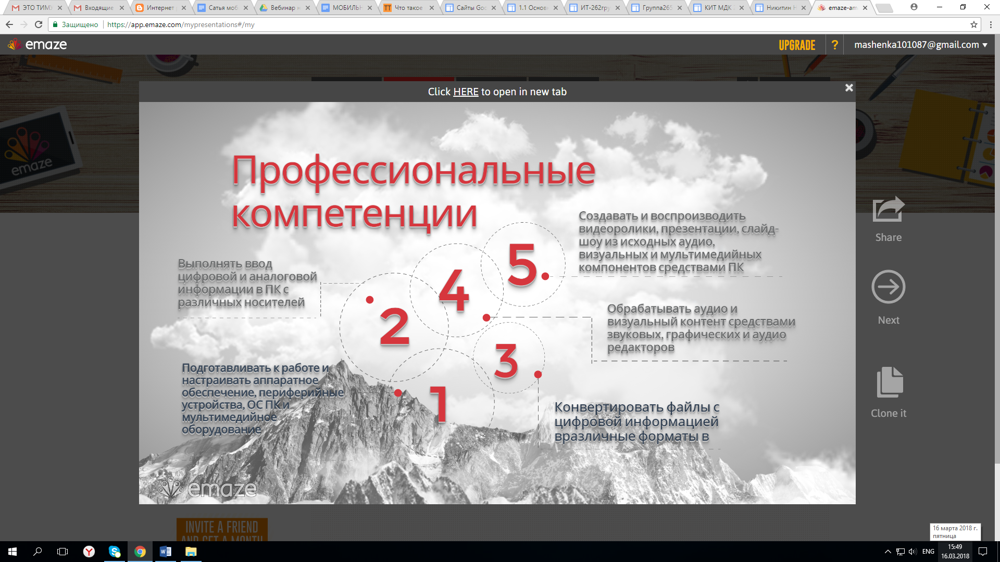 ЭТО ТИМУ
Входящие
Интернет
Сатья моб
Вебинар н
МОБИЛЬН
Что такое
Сайты Goo
1.1 Основ
ИТ-262гру
Группа265
КИТ МДК
Никитин Н
emaze-am
Защищено
https://app.emaze.com/mypresentations#/my
emaze
UPGRADE
?
mashenka101087@gmail.com
Click HERE to open in new tab
emaze
Профессиональные
компетенции
Создавать и воспроизводить
видеоролики, презентации, слайд-
шоу из исходных аудио,
визуальных и мультимедийных
компонентов средствами ПК
5
Выполнять ввод
цифровой и аналоговой
информации в ПК с
различных носителей
4
2
Обрабатывать аудио и
визуальный контент средствами
звуковых, графических и аудио
редакторов
3
Подготавливать к работе и
настраивать аппаратное
обеспечение, периферийные
устройства, ОС ПК и
мультимедийное
оборудование
1
Конвертировать файлы с
цифровой информацией
вразличные форматы в
emaze
Share
Next
Clone it
INVITE A FRIEND
AND GET A MONTH
16 марта 2018 г.
пятница
ENG
15:49
16.03.2018